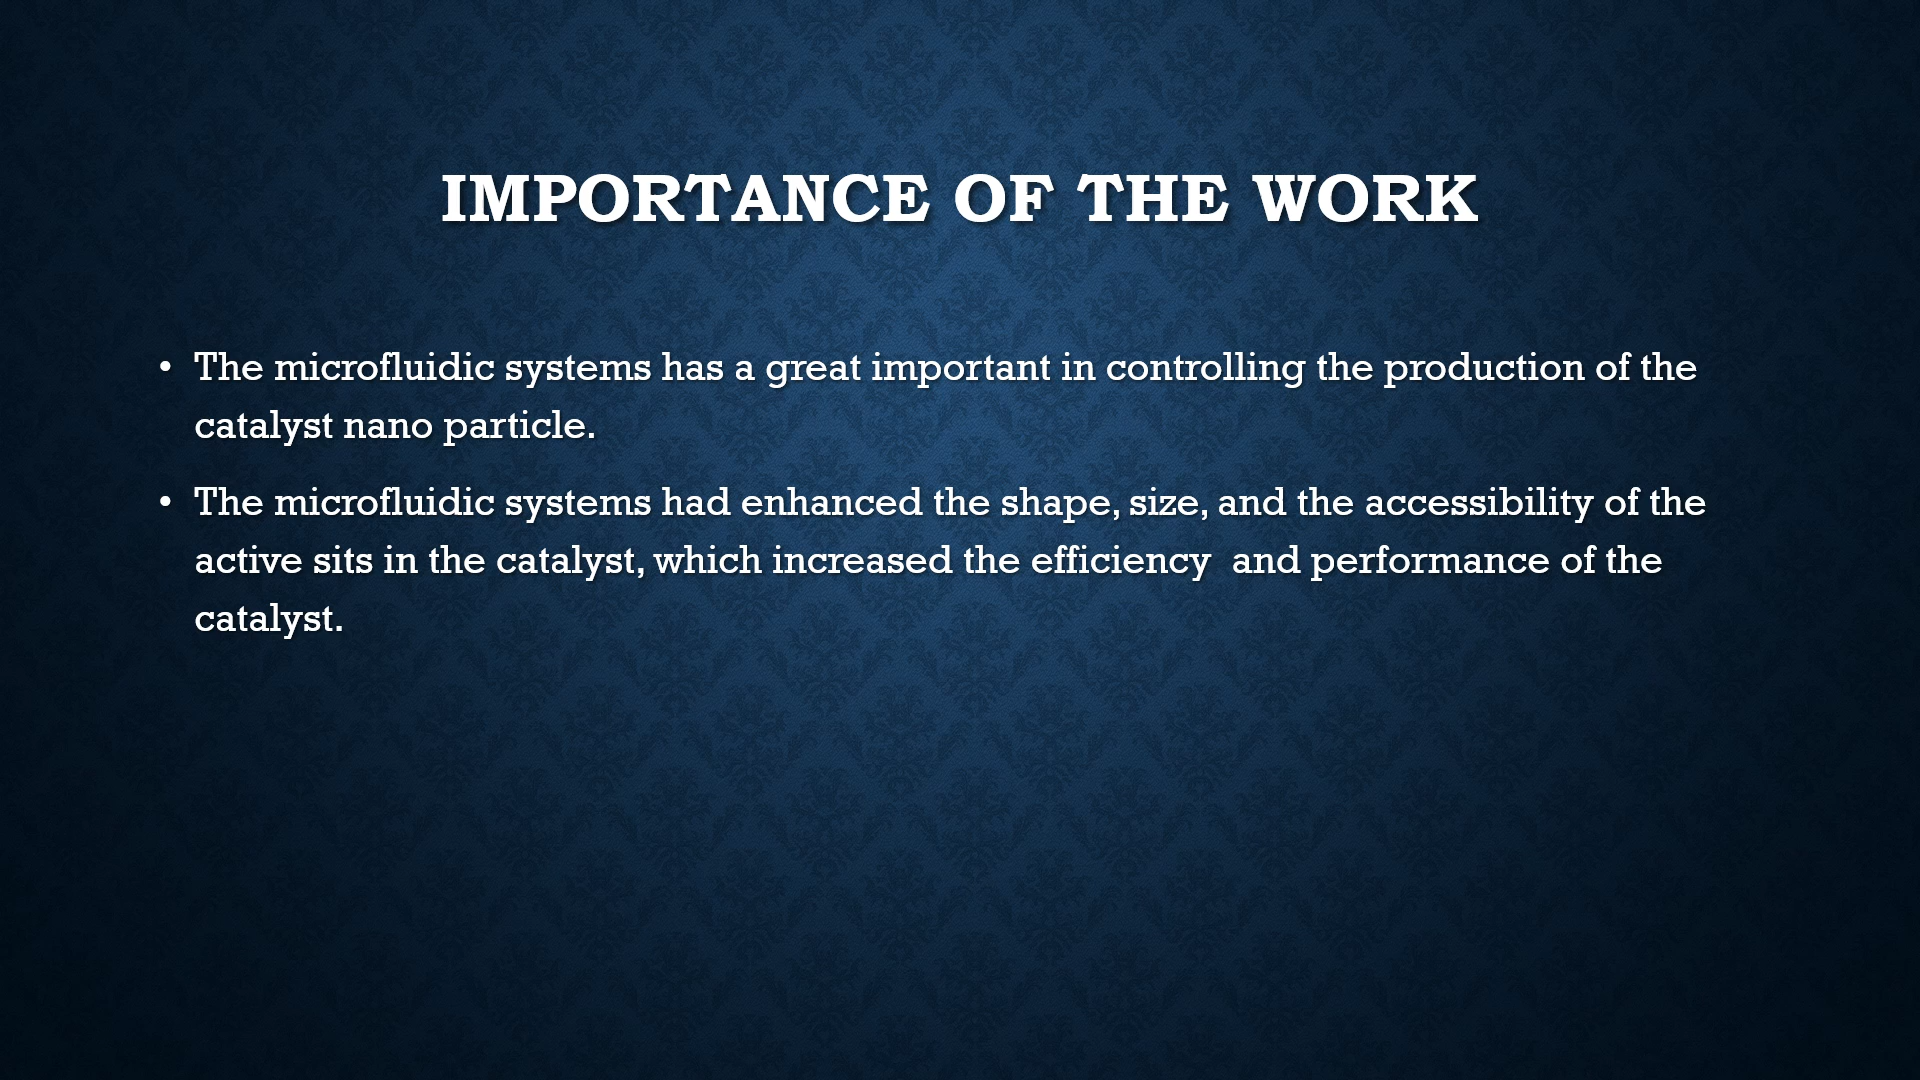 IMPORTANCE OF THE WORK
• The microfluidic systems has a great important in controlling the production of the
catalyst nano particle.
• The microfluidic systems had enhanced the shape, size, and the accessibility of the
active sits in the catalyst, which increased the efficiency  and performance of the
catalyst.